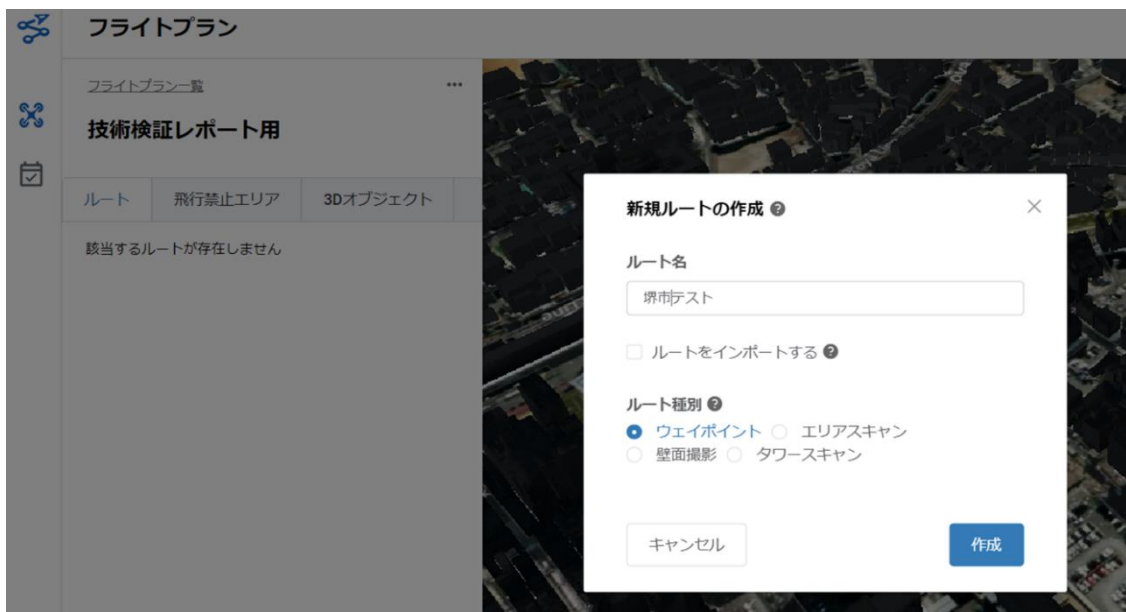 フライトプラン
フライトプラン一覧
技術検証レポート用
ルート 飛行禁止エリア 3Dオブジェクト
該当するルートが存在しません
新規ルートの作成
ルート名
堺市テスト
ルートをインポートする
ルート種別
ウェイポイント エリアスキャン
壁面撮影 タワースキャン
キャンセル 作成